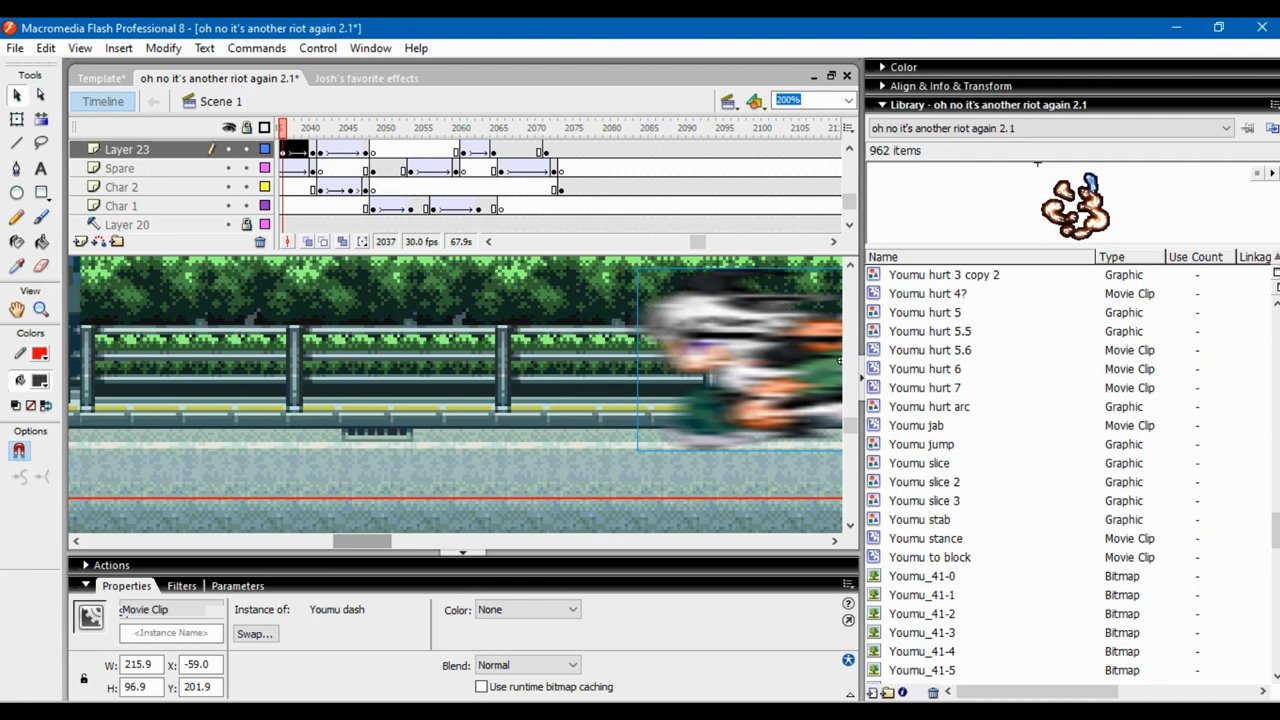 Macromedia Flash Professional 8 - [oh no it's another riot again 2.1*]
File Edit View Insert Modify Text Commands Control Window Help
Tools
View
Colors
Options
Template* oh no it's another riot again 2.1* Josh's favorite effects
Timeline Scene 1 200%
2040 2045 2050 2055 2060 2065 2070 2075 2080 2085 2090 2095 2100 2105
Layer 23
Spare
Char 2
Char 1
Layer 20
2037 30.0 fps 67.9s
Actions
Properties Filters Parameters
Movie Clip Instance of: Youmu dash Color: None
<Instance Name> Swap...
W: 215.9 X: -59.0 Blend: Normal
H: 96.9 Y: 201.9 Use runtime bitmap caching
Color
Align & Info & Transform
Library - oh no it's another riot again 2.1
oh no it's another riot again 2.1
962 items
Name Type Use Count Linkag
Youmu hurt 3 copy 2 Graphic -
Youmu hurt 4? Movie Clip -
Youmu hurt 5 Graphic -
Youmu hurt 5.5 Graphic -
Youmu hurt 5.6 Movie Clip -
Youmu hurt 6 Movie Clip -
Youmu hurt 7 Movie Clip -
Youmu hurt arc Graphic -
Youmu jab Movie Clip -
Youmu jump Graphic -
Youmu slice Graphic -
Youmu slice 2 Graphic -
Youmu slice 3 Graphic -
Youmu stab Graphic -
Youmu stance Movie Clip -
Youmu to block Movie Clip -
Youmu_41-0 Bitmap -
Youmu_41-1 Bitmap -
Youmu_41-2 Bitmap -
Youmu_41-3 Bitmap -
Youmu_41-4 Bitmap -
Youmu_41-5 Bitmap -